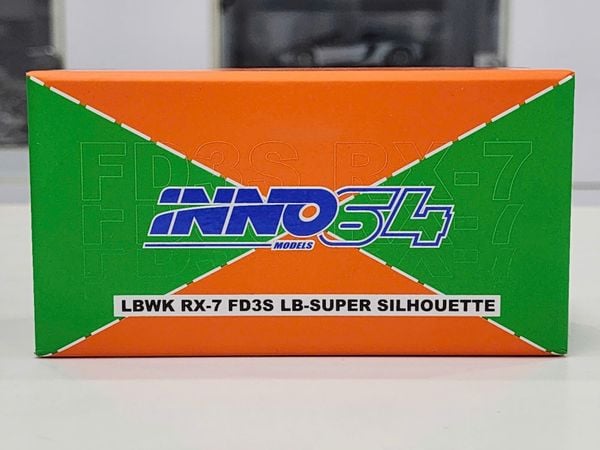 FD3S RX-7
INNO64
MODELS
LBWK RX-7 FD3S LB-SUPER SILHOUETTE